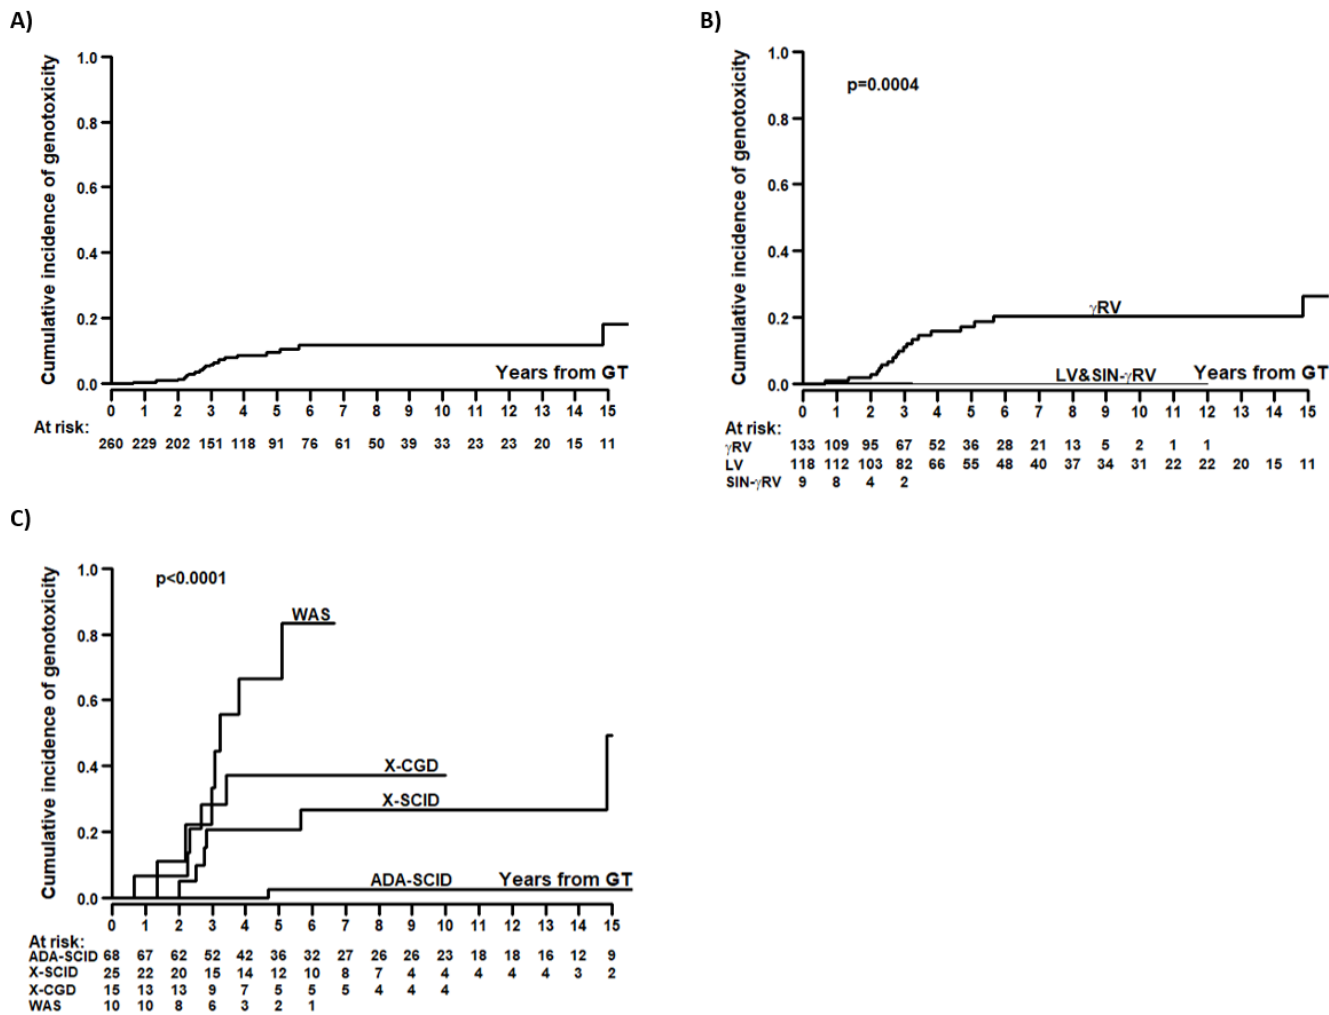 A)
Cumulative incidence of genotoxicity
1.0
0.8
0.6
0.4
0.2
0.0
Years from GT
0 1 2 3 4 5 6 7 8 9 10 11 12 13 14 15
At risk:
260 229 202 151 118 91 76 61 50 39 33 23 23 20 15 11
B)
Cumulative incidence of genotoxicity
1.0
p=0.0004
0.8
0.6
0.4
0.2
γRV
LV&SIN-γRV
Years from GT
0.0
0 1 2 3 4 5 6 7 8 9 10 11 12 13 14 15
At risk:
γRV 133 109 95 67 52 36 28 21 13 5 2 1 1
LV 118 112 103 82 66 55 48 40 37 34 31 22 22 20 15 11
SIN-γRV 9 8 4 2
C)
Cumulative incidence of genotoxicity
1.0
p<0.0001
WAS
0.8
0.6
0.4
X-CGD
X-SCID
0.2
ADA-SCID
Years from GT
0.0
0 1 2 3 4 5 6 7 8 9 10 11 12 13 14 15
At risk:
ADA-SCID 68 67 62 52 42 36 32 27 26 26 23 18 18 16 12 9
X-SCID 25 22 20 15 14 12 10 8 7 4 4 4 4 4 3 2
X-CGD 15 13 13 9 7 5 5 5 4 4 4
WAS 10 10 8 6 3 2 1